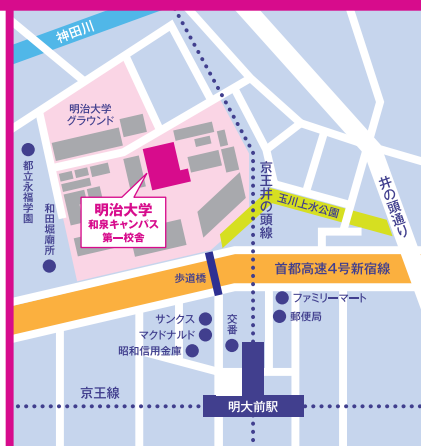 神田川
明治大学
グラウンド
都立永福学園
和田堀廟所
明治大学
和泉キャンパス
第一校舎
京王井の頭線
玉川上水公園
井の頭通り
歩道橋
首都高速4号新宿線
サンクス
マクドナルド
昭和信用金庫
交番
ファミリーマート
郵便局
京王線
明大前駅